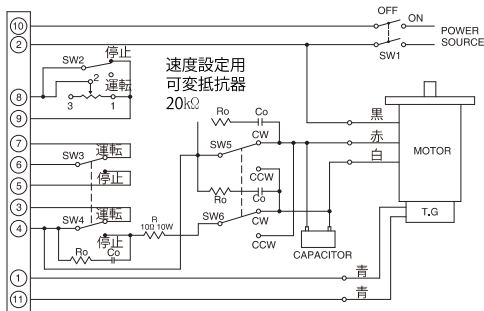 10
OFF
ON
POWER
SOURCE
2
SW1
SW2
停止
運転
2
3
1
8
9
速度設定用
可変抵抗器
20kΩ
Ro
Co
黒
赤
白
MOTOR
T.G
SW5
CW
CCW
7
運転
6
SW3
停止
5
Ro
Co
3
運転
4
SW4
停止
R
10Ω 10W
SW6
CW
CCW
Ro
Co
CAPACITOR
1
青
11
青